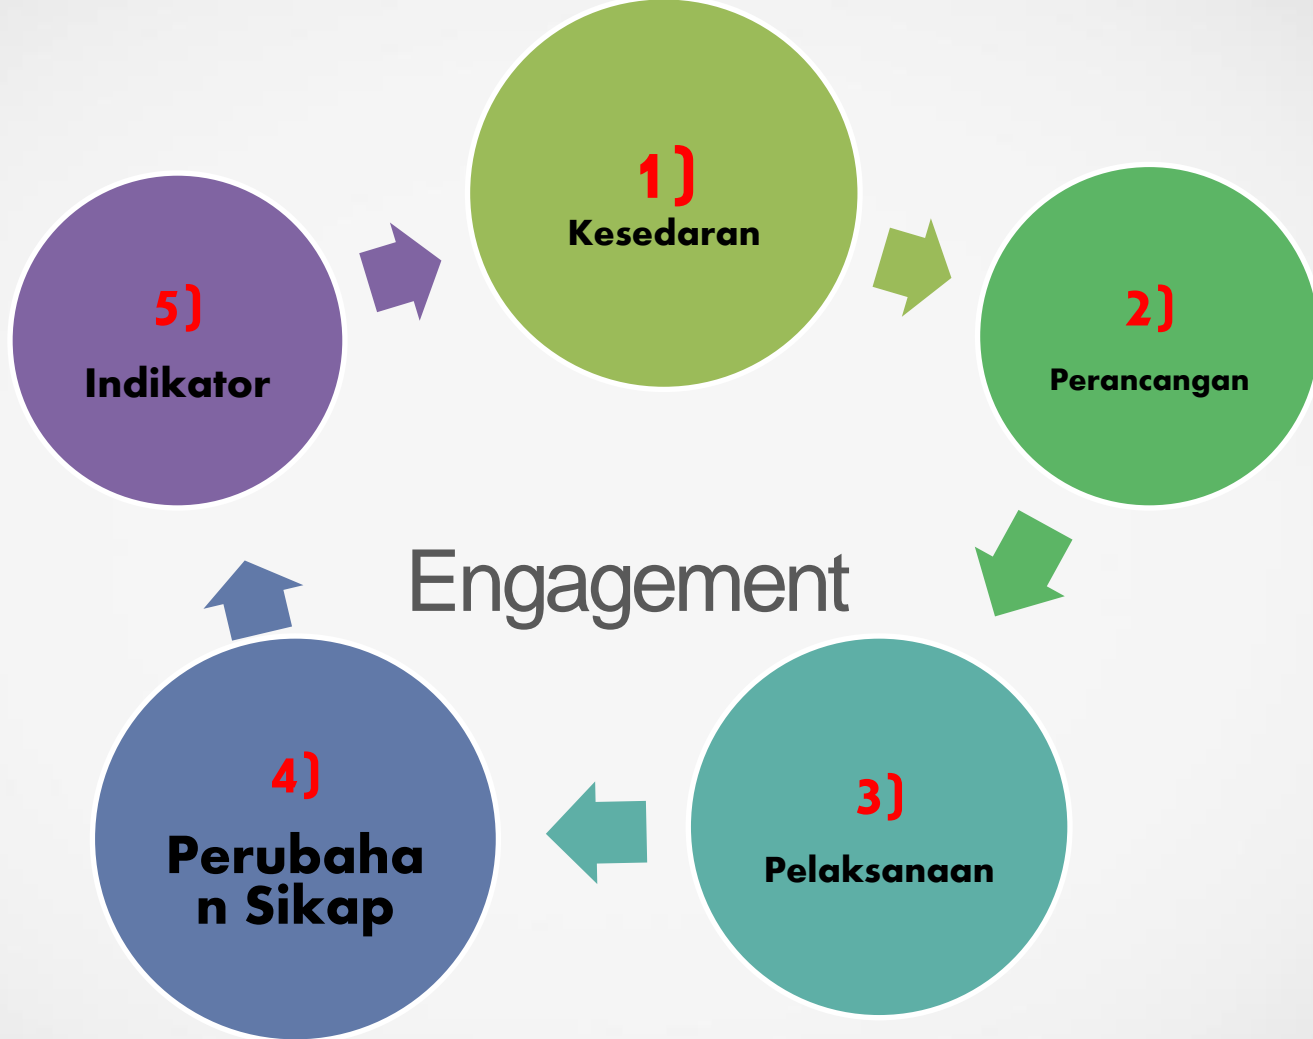 1)
Kesedaran
2)
Perancangan
3)
Pelaksanaan
4)
Perubaha
n Sikap
5)
Indikator
Engagement